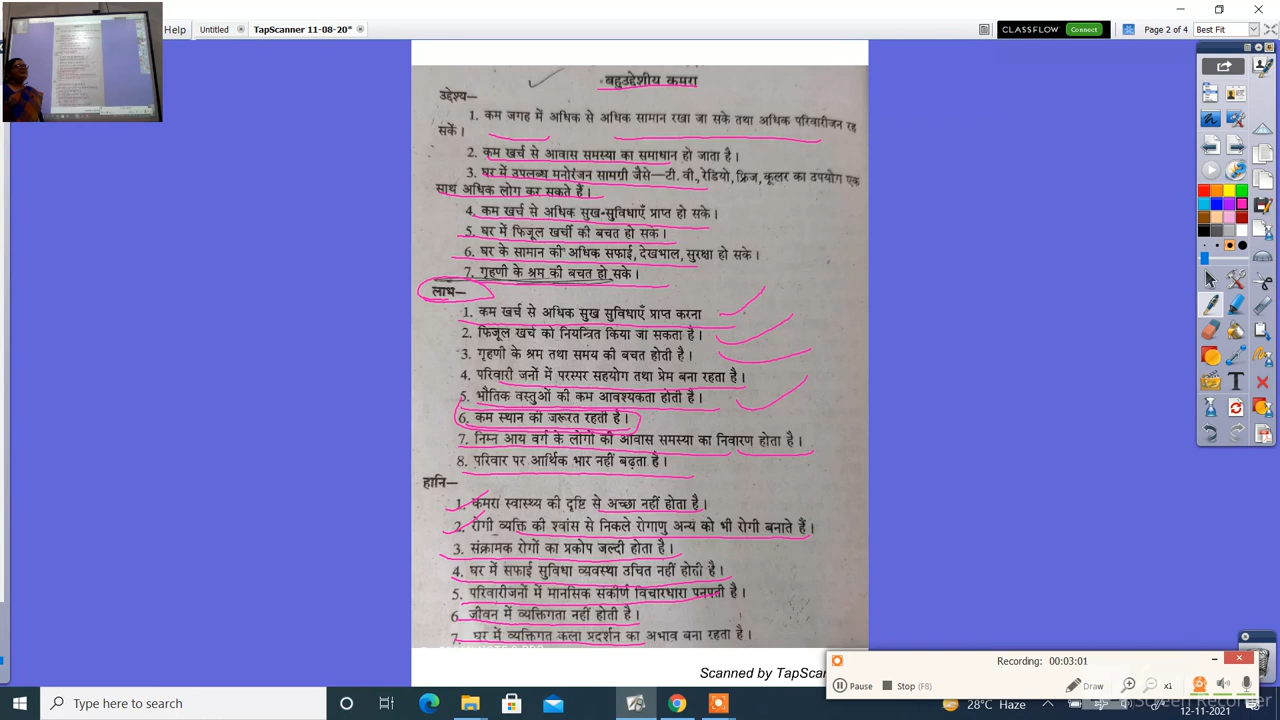 Help
Untitled
TapScanner 11-08-20*
CLASSFLOW
Connect
Page 2 of 4
Best Fit
बहुउद्देशीय कमरा
उद्देश्य—
1. कम जगह में अधिक से अधिक सामान रखा जा सके तथा अधिक परिवारीजन रह
सकें।
2. कम खर्च से आवास समस्या का समाधान हो जाता है।
3. घर में उपलब्ध मनोरंजन सामग्री जैसे—टी. वी, रेडियो, फ्रिज, कूलर का उपयोग एक
साथ अधिक लोग कर सकते हैं।
4. कम खर्च से अधिक सुख-सुविधाएँ प्राप्त हो सके।
5. घर में फिजूल खर्ची की बचत हो सके।
6. घर के सामान की अधिक सफाई, देखभाल, सुरक्षा हो सके।
7. गृहणी के श्रम की बचत हो सके।
लाभ—
1. कम खर्च से अधिक सुख सुविधाएँ प्राप्त करना
2. फिजूल खर्च को नियन्त्रित किया जा सकता है।
3. गृहणी के श्रम तथा समय की बचत होती है।
4. परिवारी जनों में परस्पर सहयोग तथा प्रेम बना रहता है।
5. भौतिक वस्तुओं की कम आवश्यकता होती है।
6. कम स्थान की जरूरत रहती है।
7. निम्न आय वर्ग के लोगों की आवास समस्या का निवारण होता है।
8. परिवार पर आर्थिक भार नहीं बढ़ता है।
हानि—
1. कमरा स्वास्थ्य की दृष्टि से अच्छा नहीं होता है।
2. रोगी व्यक्ति की श्वांस से निकले रोगाणु अन्य को भी रोगी बनाते हैं।
3. संक्रामक रोगों का प्रकोप जल्दी होता है।
4. घर में सफाई सुविधा व्यवस्था उचित नहीं होती है।
5. परिवारीजनों में मानसिक संकीर्ण विचारधारा पनपती है।
6. जीवन में व्यक्तिगता नहीं होती है।
7. घर में व्यक्तिगत कला प्रदर्शन का अभाव बना रहता है।
Scanned by TapScan
Recording: 00:03:01
Pause
Stop (F8)
Draw
x1
Screen Recorder
Type here to search
28°C Haze
12-11-2021